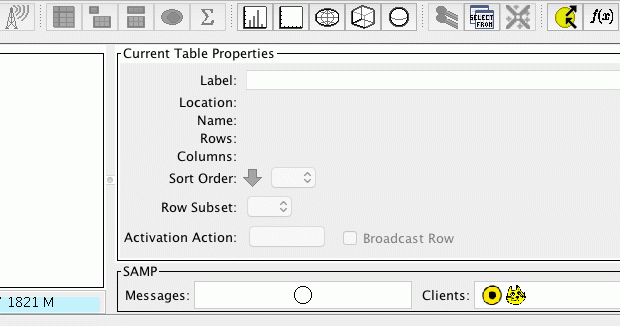 Σ
SELECT
FROM
f(x)
Current Table Properties
Label:
Location:
Name:
Rows:
Columns:
Sort Order:
Row Subset:
Activation Action:
Broadcast Row
SAMP
1821 M
Messages:
Clients: